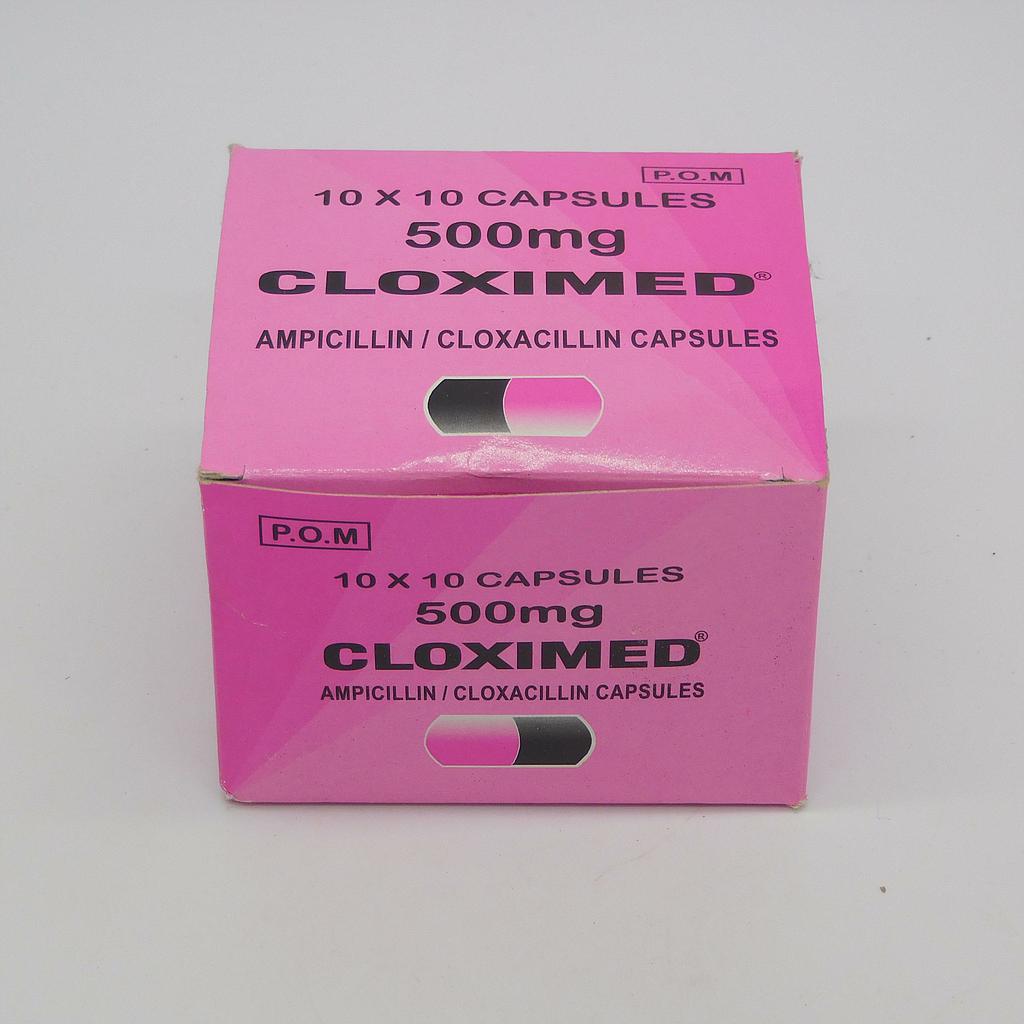 P.O.M
10 X 10 CAPSULES
500mg
CLOXIMED®
AMPICILLIN / CLOXACILLIN CAPSULES
P.O.M
10 X 10 CAPSULES
500mg
CLOXIMED®
AMPICILLIN / CLOXACILLIN CAPSULES